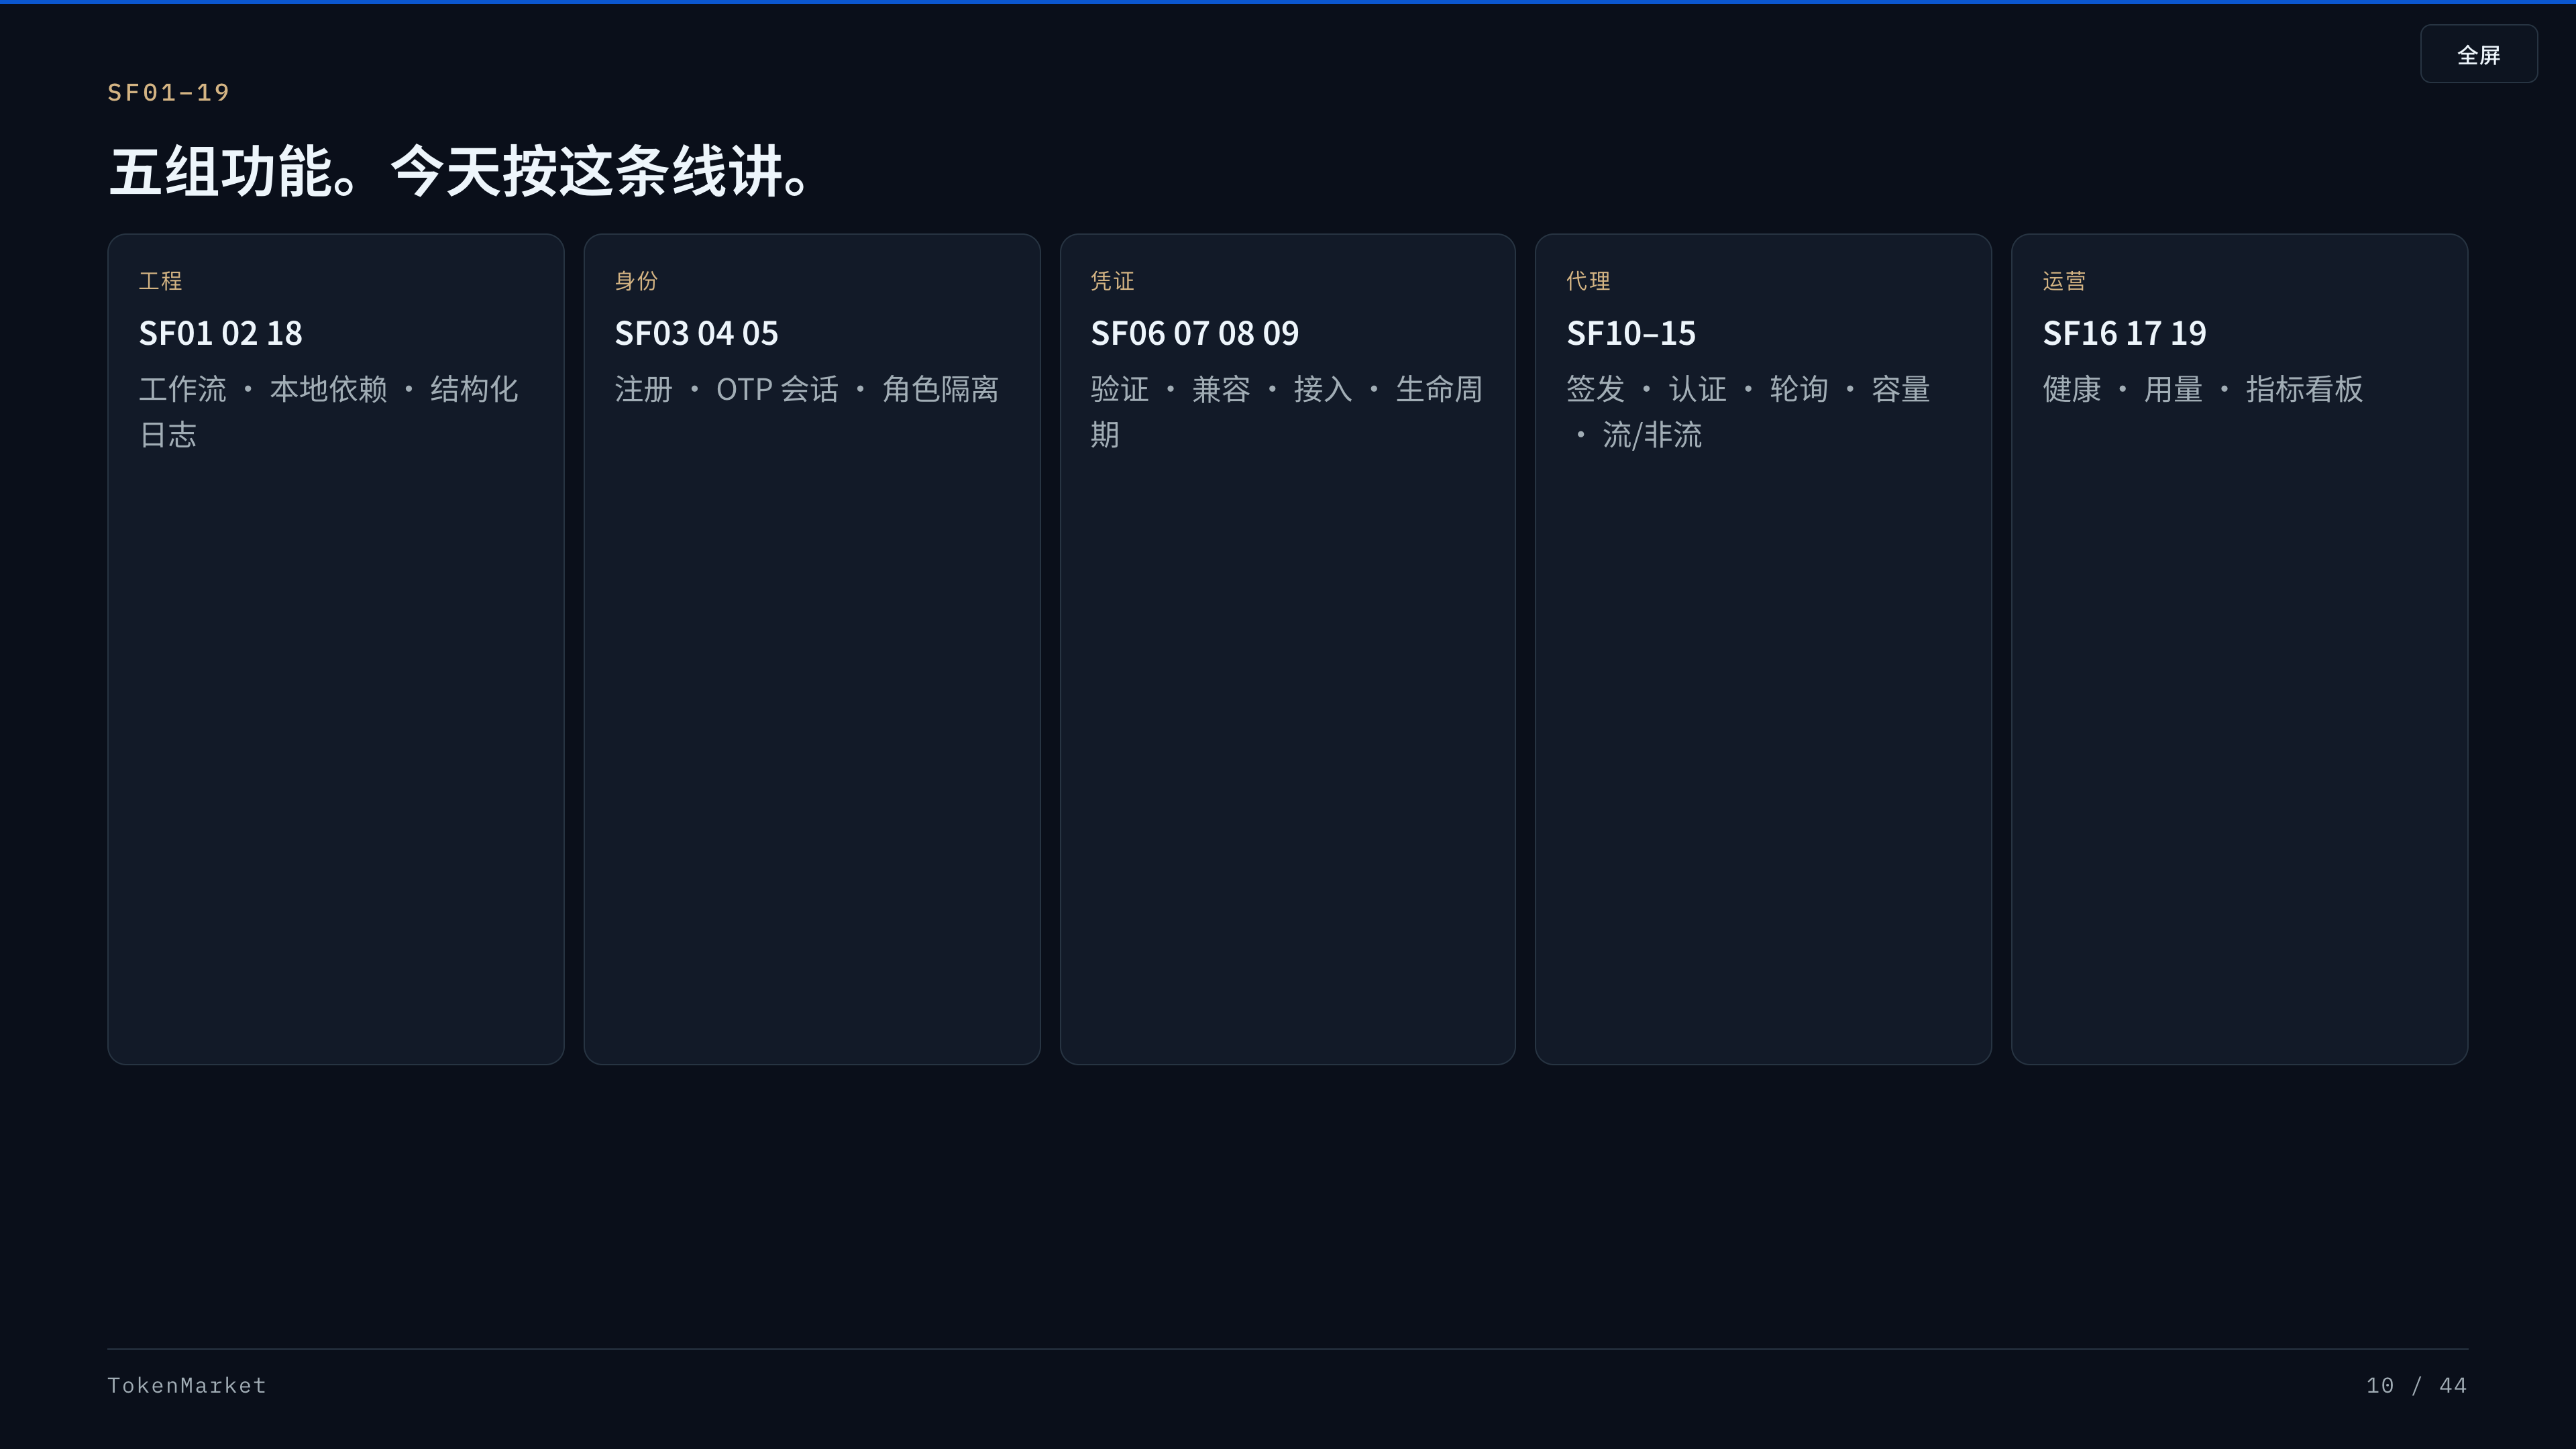 全屏
SF01–19
五组功能。今天按这条线讲。
工程
SF01 02 18
工作流 · 本地依赖 · 结构化
日志
身份
SF03 04 05
注册 · OTP 会话 · 角色隔离
凭证
SF06 07 08 09
验证 · 兼容 · 接入 · 生命周
期
代理
SF10–15
签发 · 认证 · 轮询 · 容量
· 流/非流
运营
SF16 17 19
健康 · 用量 · 指标看板
TokenMarket
10 / 44